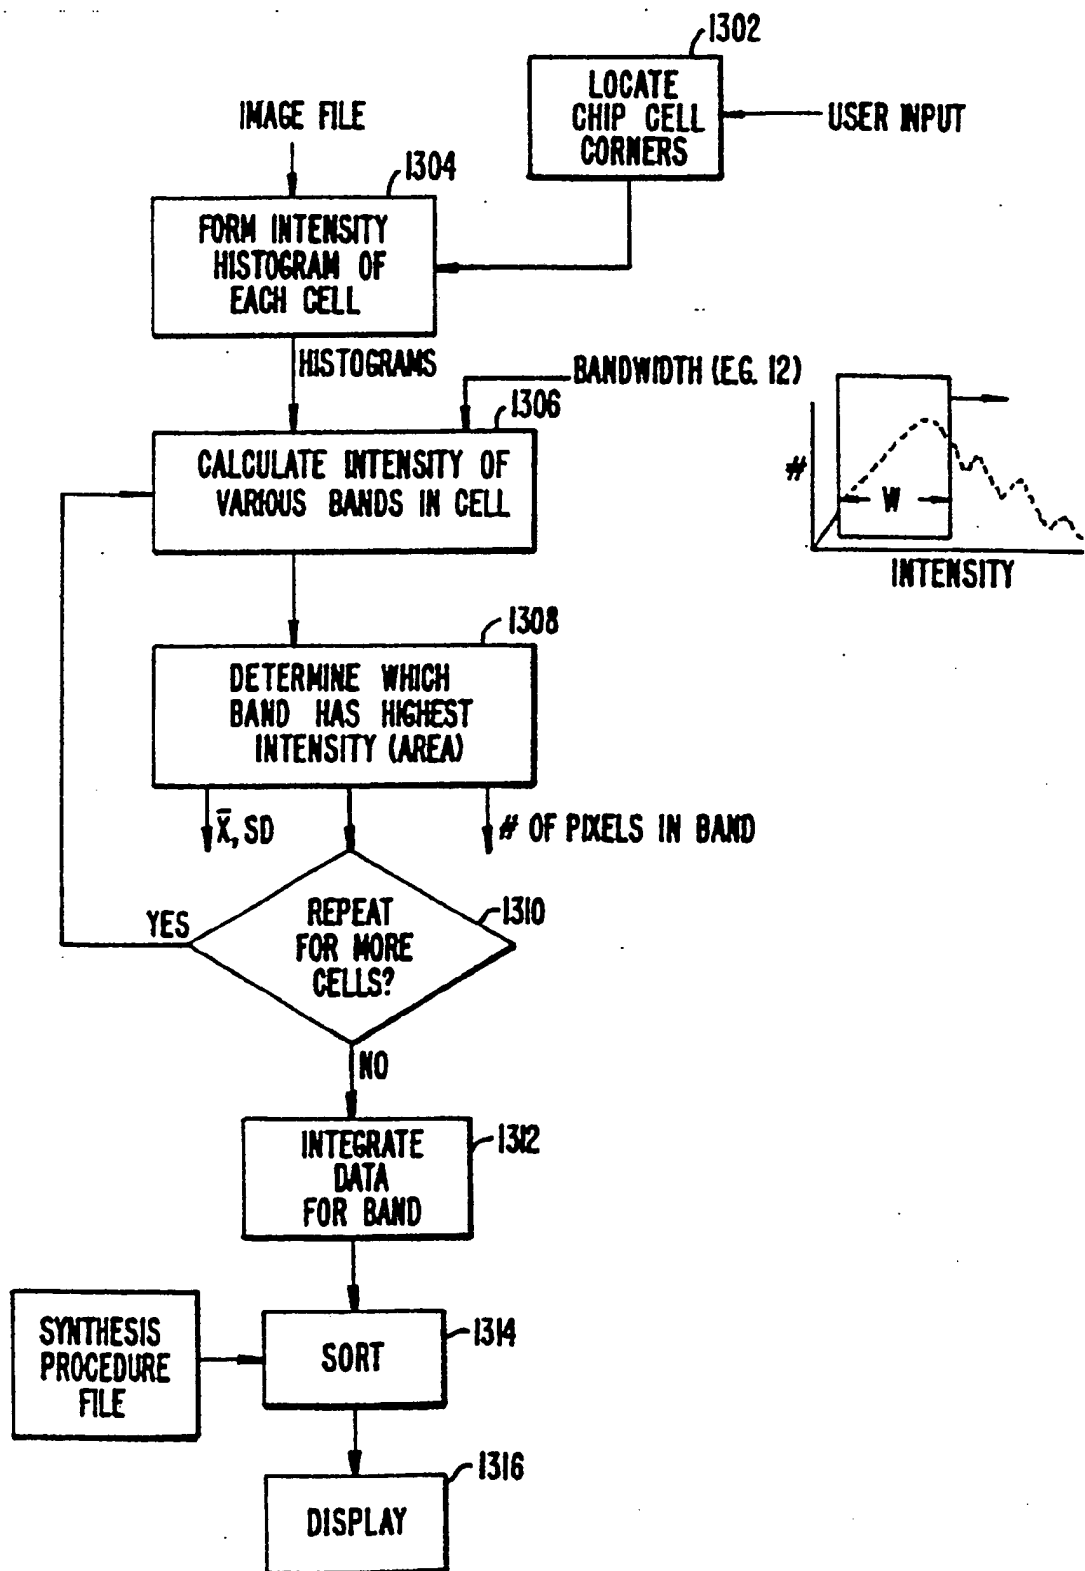 1302
LOCATE
CHIP CELL
CORNERS
USER INPUT
IMAGE FILE
1304
FORM INTENSITY
HISTOGRAM OF
EACH CELL
HISTOGRAMS
BANDWIDTH (E.G. 12)
1306
CALCULATE INTENSITY OF
VARIOUS BANDS IN CELL
#
W
INTENSITY
1308
DETERMINE WHICH
BAND HAS HIGHEST
INTENSITY (AREA)
X̄, SD
# OF PIXELS IN BAND
1310
REPEAT
FOR MORE
CELLS?
YES
NO
1312
INTEGRATE
DATA
FOR BAND
SYNTHESIS
PROCEDURE
FILE
1314
SORT
1316
DISPLAY